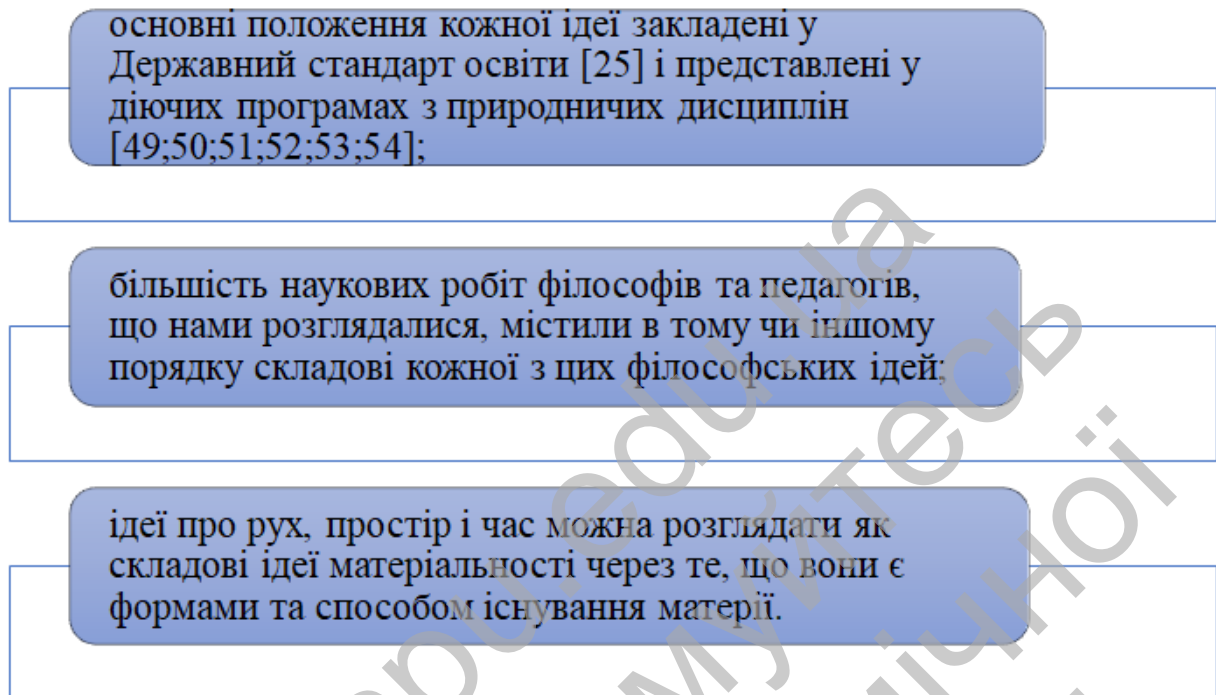 основні положення кожної ідеї закладені у
Державний стандарт освіти [25] і представлені у
діючих програмах з природничих дисциплін
[49;50;51;52;53;54];
більшість наукових робіт філософів та педагогів,
що нами розглядалися, містили в тому чи іншому
порядку складові кожної з цих філософських ідей;
ідеї про рух, простір і час можна розглядати як
складові ідеї матеріальності через те, що вони є
формами та способом існування матерії.